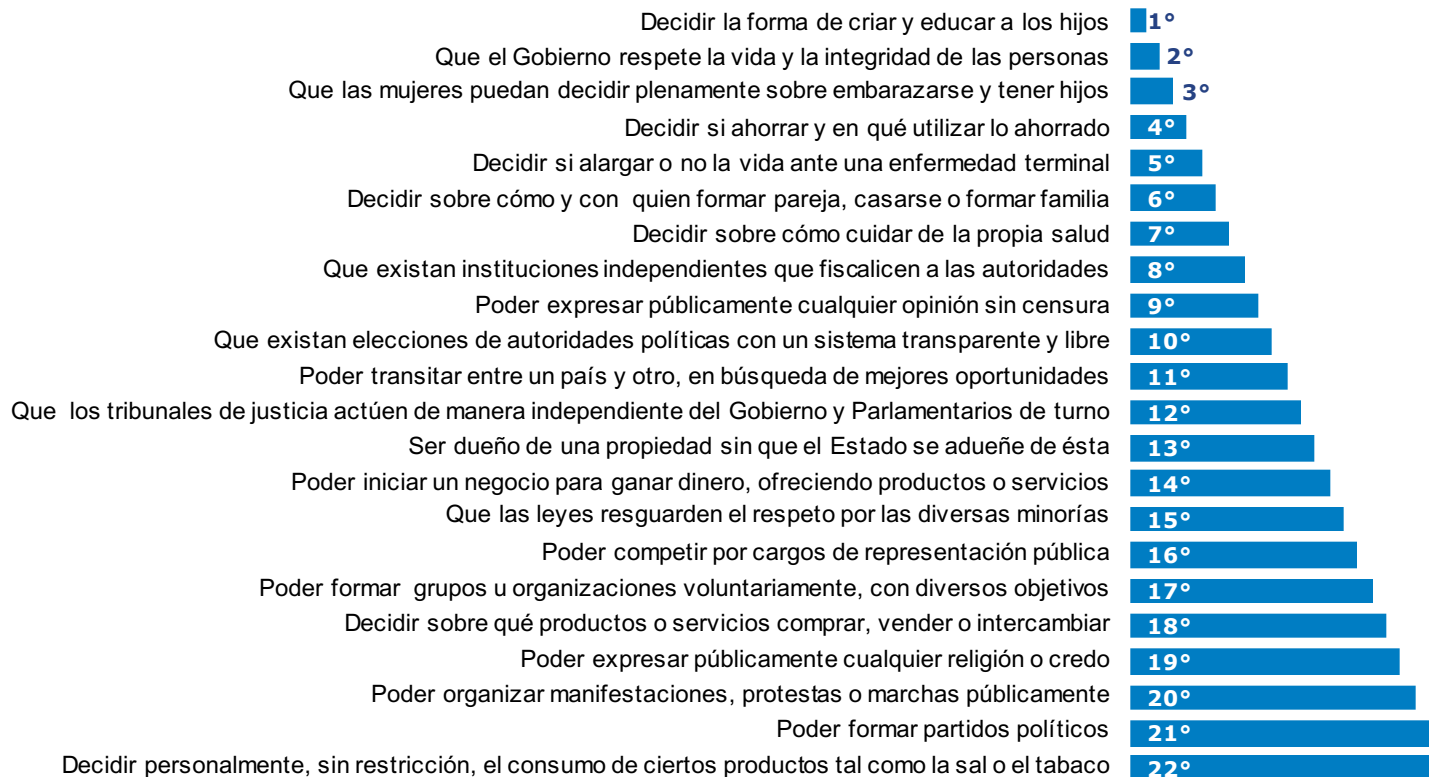 Decidir la forma de criar y educar a los hijos 1°
Que el Gobierno respete la vida y la integridad de las personas 2°
Que las mujeres puedan decidir plenamente sobre embarazarse y tener hijos 3°
Decidir si ahorrar y en qué utilizar lo ahorrado 4°
Decidir si alargar o no la vida ante una enfermedad terminal 5°
Decidir sobre cómo y con quien formar pareja, casarse o formar familia 6°
Decidir sobre cómo cuidar de la propia salud 7°
Que existan instituciones independientes que fiscalicen a las autoridades 8°
Poder expresar públicamente cualquier opinión sin censura 9°
Que existan elecciones de autoridades políticas con un sistema transparente y libre 10°
Poder transitar entre un país y otro, en búsqueda de mejores oportunidades 11°
Que los tribunales de justicia actúen de manera independiente del Gobierno y Parlamentarios de turno 12°
Ser dueño de una propiedad sin que el Estado se adueñe de ésta 13°
Poder iniciar un negocio para ganar dinero, ofreciendo productos o servicios 14°
Que las leyes resguarden el respeto por las diversas minorías 15°
Poder competir por cargos de representación pública 16°
Poder formar grupos u organizaciones voluntariamente, con diversos objetivos 17°
Decidir sobre qué productos o servicios comprar, vender o intercambiar 18°
Poder expresar públicamente cualquier religión o credo 19°
Poder organizar manifestaciones, protestas o marchas públicamente 20°
Poder formar partidos políticos 21°
Decidir personalmente, sin restricción, el consumo de ciertos productos tal como la sal o el tabaco 22°